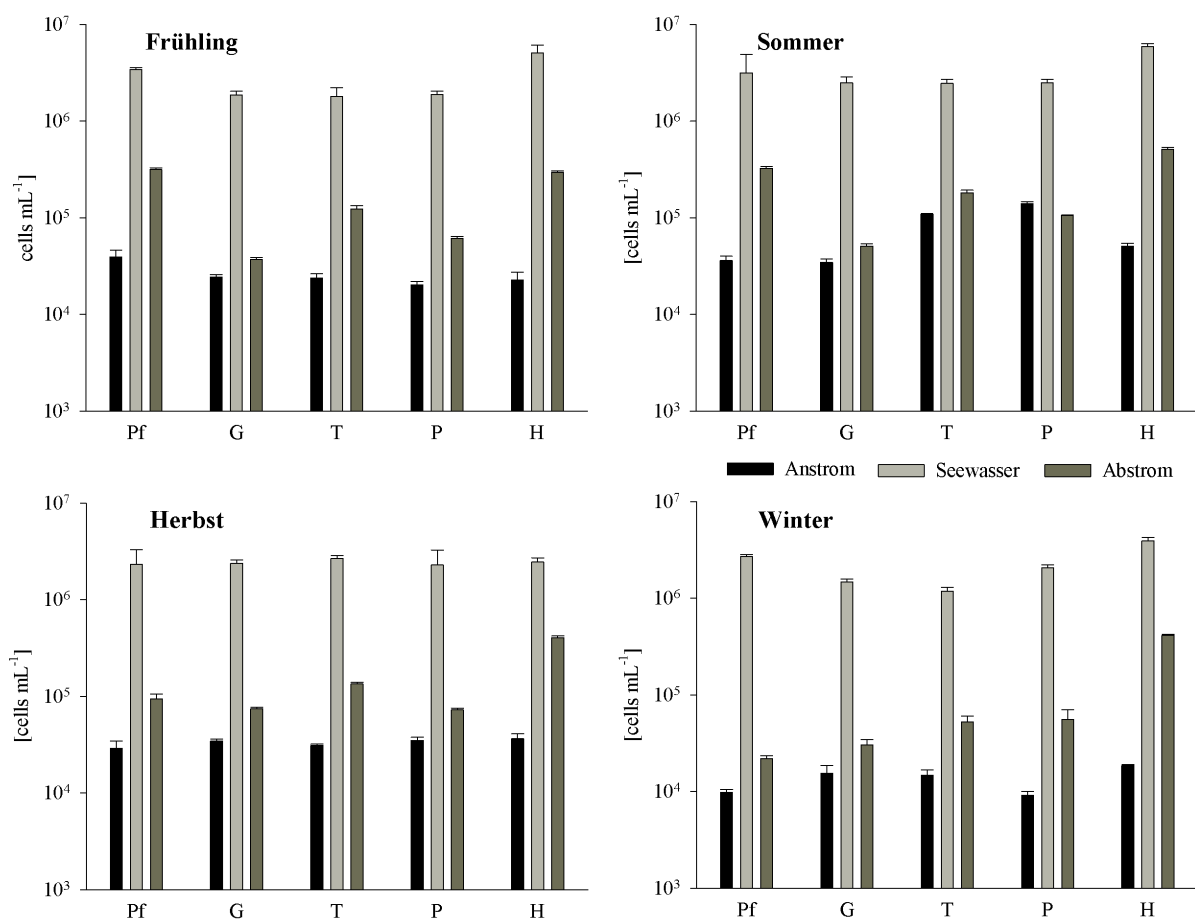 Frühling
cells mL⁻¹
10⁷
10⁶
10⁵
10⁴
10³
Pf G T P H
Sommer
[cells mL⁻¹]
10⁷
10⁶
10⁵
10⁴
10³
Pf G T P H
Anstrom Seewasser Abstrom
Herbst
[cells mL⁻¹]
10⁷
10⁶
10⁵
10⁴
10³
Pf G T P H
Winter
[cells mL⁻¹]
10⁷
10⁶
10⁵
10⁴
10³
Pf G T P H